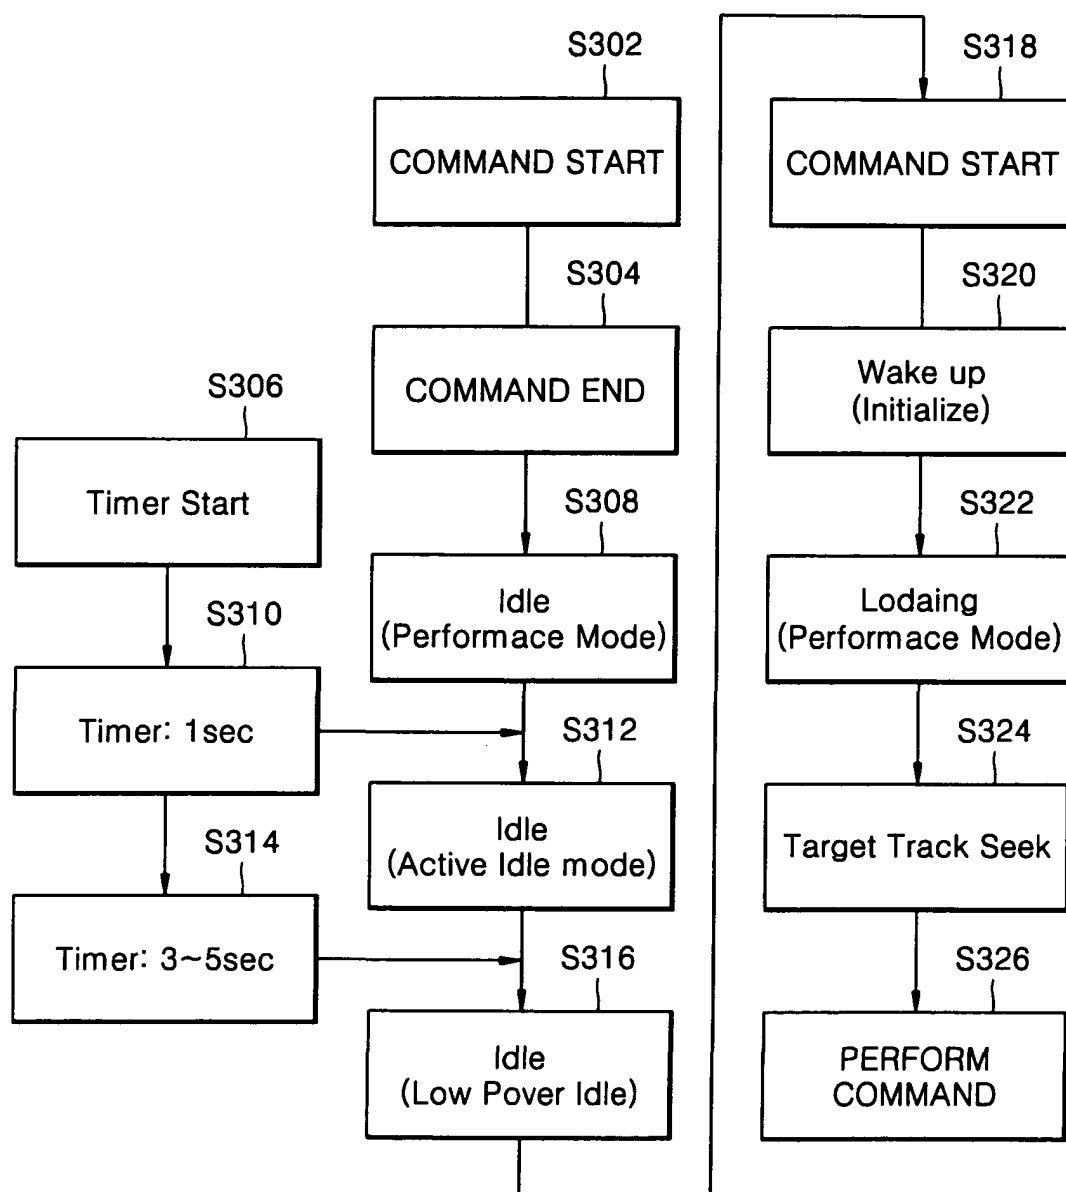 S302
COMMAND START
S304
COMMAND END
S306
Timer Start
S308
Idle
(Performace Mode)
S310
Timer: 1sec
S312
Idle
(Active Idle mode)
S314
Timer: 3~5sec
S316
Idle
(Low Pover Idle)
S318
COMMAND START
S320
Wake up
(Initialize)
S322
Lodaing
(Performace Mode)
S324
Target Track Seek
S326
PERFORM
COMMAND